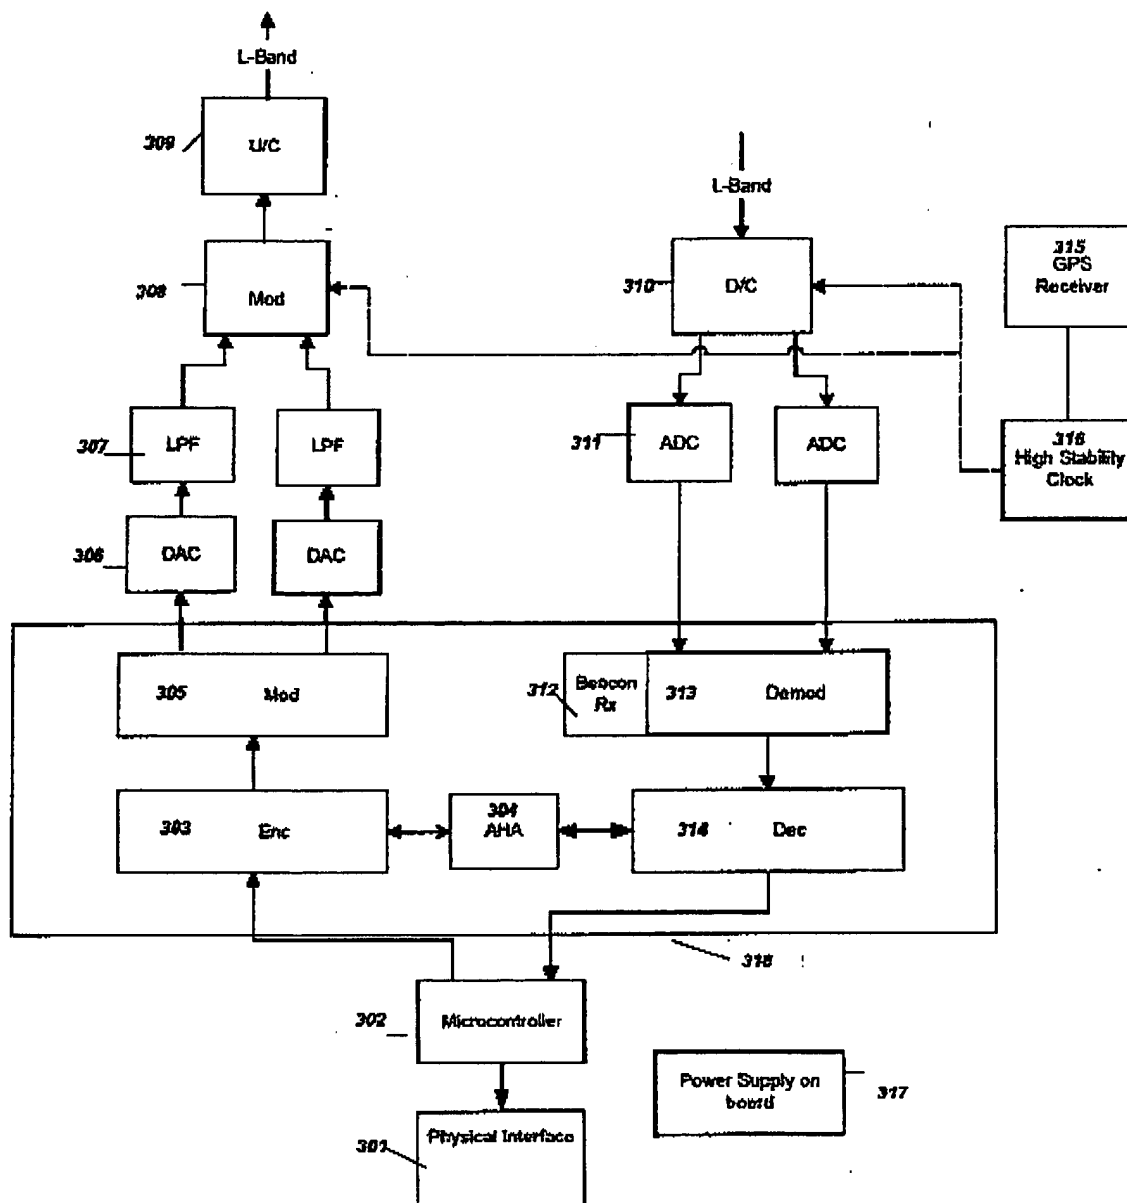 L-Band
309
U/C
L-Band
308
Mod
310
D/C
315
GPS
Receiver
307
LPF
LPF
311
ADC
ADC
316
High Stability
Clock
306
DAC
DAC
305
Mod
312
Beacon
Rx
313
Demod
303
Enc
304
AHA
314
Dec
318
302
Microcontroller
Power Supply on
board
317
301
Physical Interface